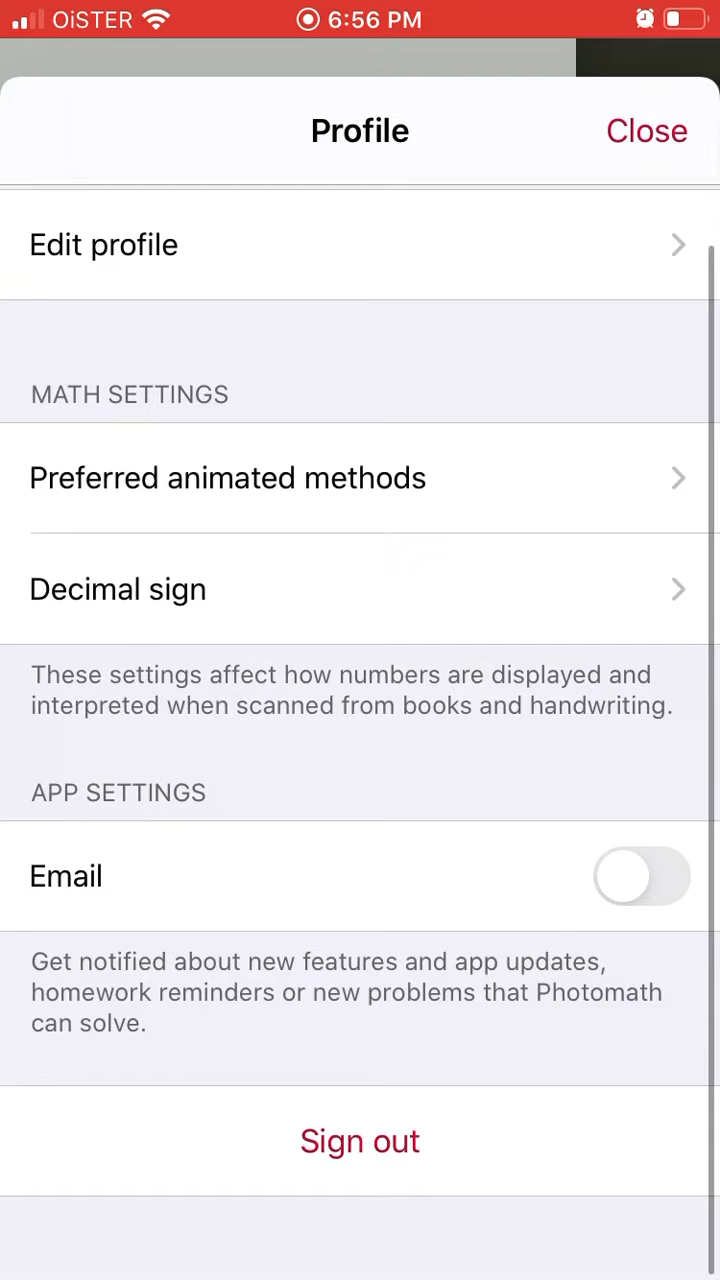 OiSTER
6:56 PM
Profile
Close
Edit profile
MATH SETTINGS
Preferred animated methods
Decimal sign
These settings affect how numbers are displayed and
interpreted when scanned from books and handwriting.
APP SETTINGS
Email
Get notified about new features and app updates,
homework reminders or new problems that Photomath
can solve.
Sign out